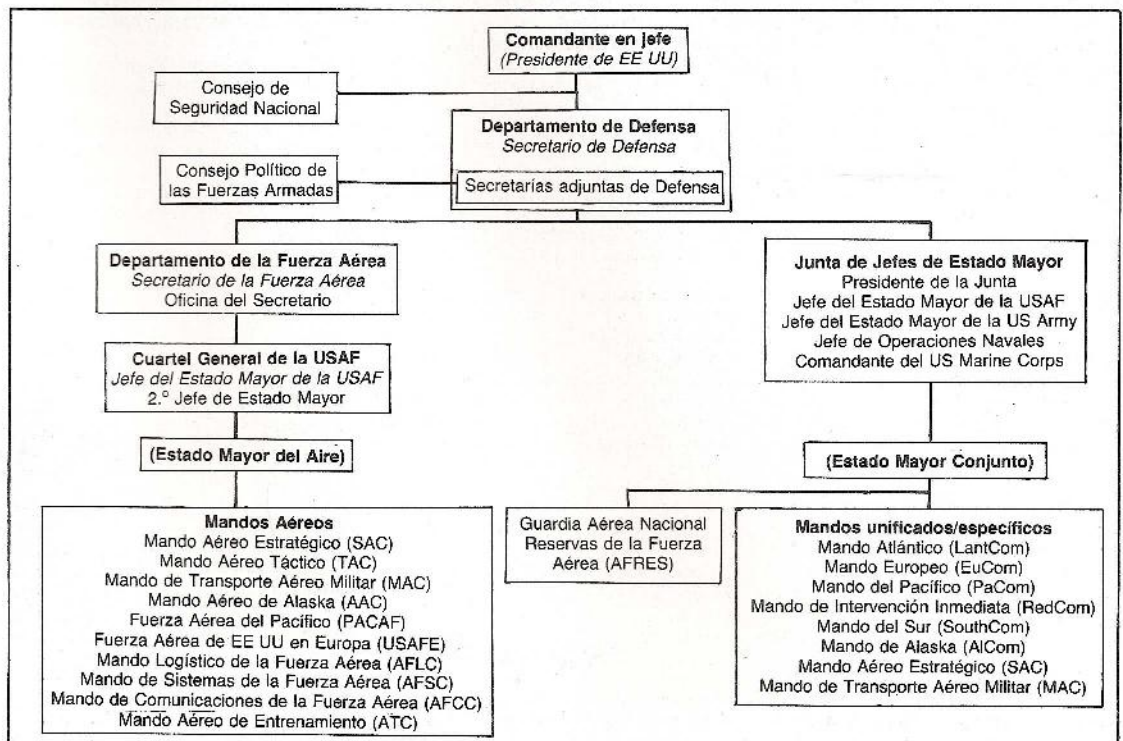 Comandante en jefe
(Presidente de EE UU)
Consejo de
Seguridad Nacional
Departamento de Defensa
Secretario de Defensa
Consejo Político de
las Fuerzas Armadas
Secretarías adjuntas de Defensa
Departamento de la Fuerza Aérea
Secretario de la Fuerza Aérea
Oficina del Secretario
Junta de Jefes de Estado Mayor
Presidente de la Junta
Jefe del Estado Mayor de la USAF
Jefe del Estado Mayor de la US Army
Jefe de Operaciones Navales
Comandante del US Marine Corps
Cuartel General de la USAF
Jefe del Estado Mayor de la USAF
2.º Jefe de Estado Mayor
(Estado Mayor del Aire)
(Estado Mayor Conjunto)
Mandos Aéreos
Mando Aéreo Estratégico (SAC)
Mando Aéreo Táctico (TAC)
Mando de Transporte Aéreo Militar (MAC)
Mando Aéreo de Alaska (AAC)
Fuerza Aérea del Pacífico (PACAF)
Fuerza Aérea de EE UU en Europa (USAFE)
Mando Logístico de la Fuerza Aérea (AFLC)
Mando de Sistemas de la Fuerza Aérea (AFSC)
Mando de Comunicaciones de la Fuerza Aérea (AFCC)
Mando Aéreo de Entrenamiento (ATC)
Guardia Aérea Nacional
Reservas de la Fuerza
Aérea (AFRES)
Mandos unificados/específicos
Mando Atlántico (LantCom)
Mando Europeo (EuCom)
Mando del Pacífico (PaCom)
Mando de Intervención Inmediata (RedCom)
Mando del Sur (SouthCom)
Mando de Alaska (AlCom)
Mando Aéreo Estratégico (SAC)
Mando de Transporte Aéreo Militar (MAC)